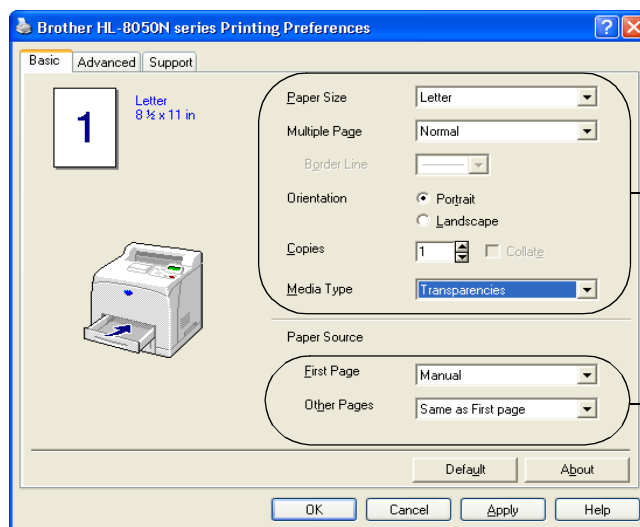 Brother HL-8050N series Printing Preferences
Basic Advanced Support
1
Letter
8 ½ x 11 in
Paper Size Letter
Multiple Page Normal
Border Line
Orientation Portrait
Landscape
Copies 1 Collate
Media Type Transparencies
Paper Source
First Page Manual
Other Pages Same as First page
Default About
OK Cancel Apply Help